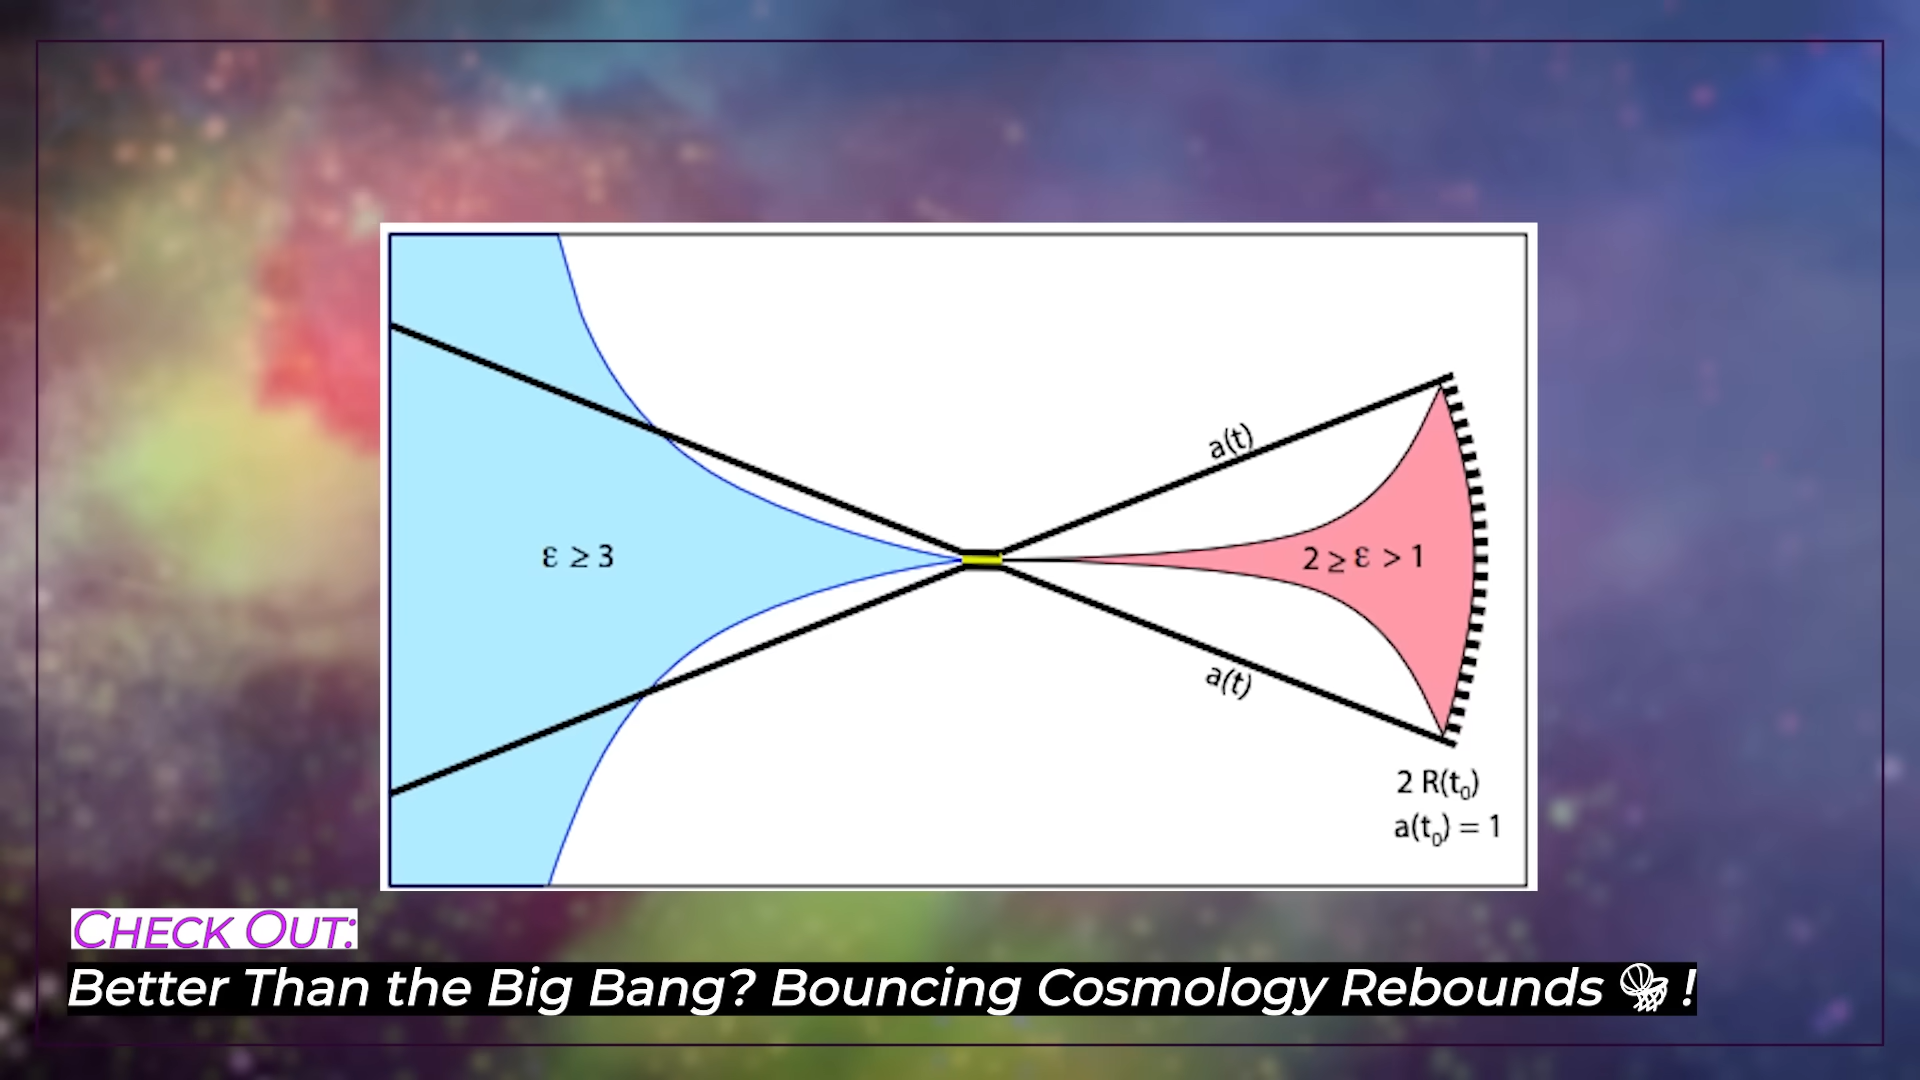 a(t)
ε ≥ 3
2 ≥ ε > 1
a(t)
2 R(t₀)
a(t₀) = 1
CHECK OUT:
Better Than the Big Bang? Bouncing Cosmology Rebounds !